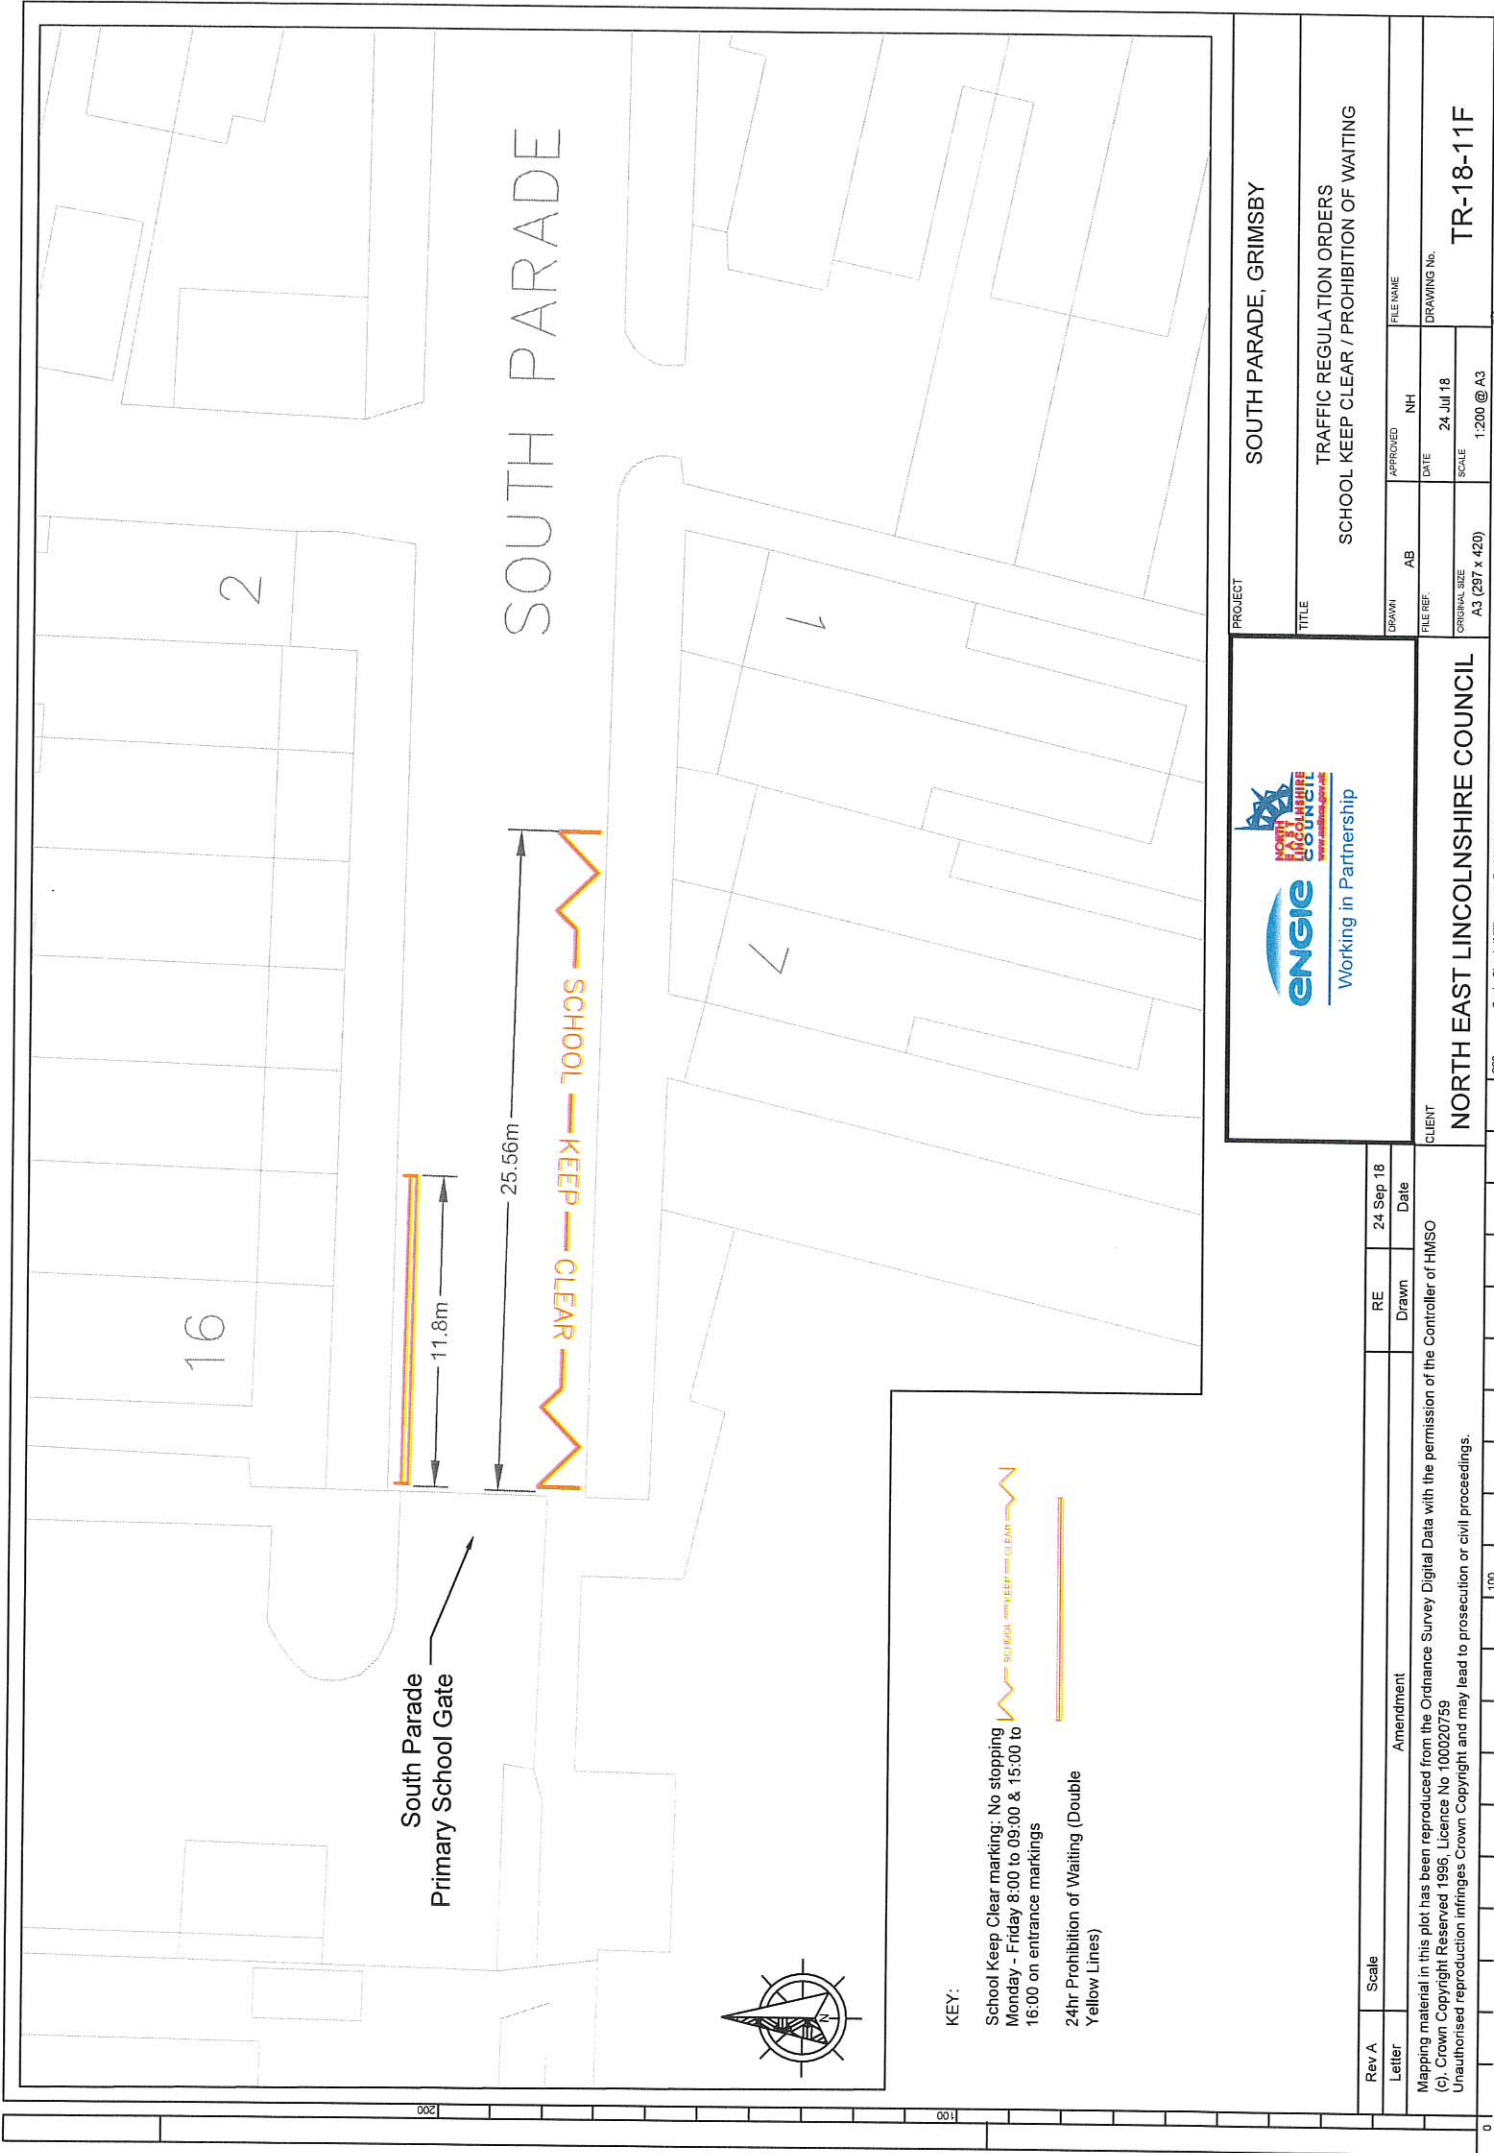 SOUTH PARADE
2
16
1
7
25.56m
11.8m
SCHOOL KEEP CLEAR
South Parade
Primary School Gate
N
KEY:
School Keep Clear marking: No stopping
Monday - Friday 8:00 to 09:00 & 15:00 to
16:00 on entrance markings
SCHOOL KEEP CLEAR
24hr Prohibition of Waiting (Double
Yellow Lines)
Rev A
Scale
RE
24 Sep 18
Letter
Amendment
Drawn
Date
Mapping material in this plot has been reproduced from the Ordnance Survey Digital Data with the permission of the Controller of HMSO
(c). Crown Copyright Reserved 1996, Licence No 100020759
Unauthorised reproduction infringes Crown Copyright and may lead to prosecution or civil proceedings.
ENGIE
NORTH
EAST
LINCOLNSHIRE
COUNCIL
www.nelincs.gov.uk
Working in Partnership
CLIENT
NORTH EAST LINCOLNSHIRE COUNCIL
PROJECT
SOUTH PARADE, GRIMSBY
TITLE
TRAFFIC REGULATION ORDERS
SCHOOL KEEP CLEAR / PROHIBITION OF WAITING
DRAWN
AB
APPROVED
NH
FILE NAME
FILE REF.
DATE
24 Jul 18
DRAWING No.
TR-18-11F
ORIGINAL SIZE
A3 (297 x 420)
SCALE
1:200 @ A3
200
100
0
100